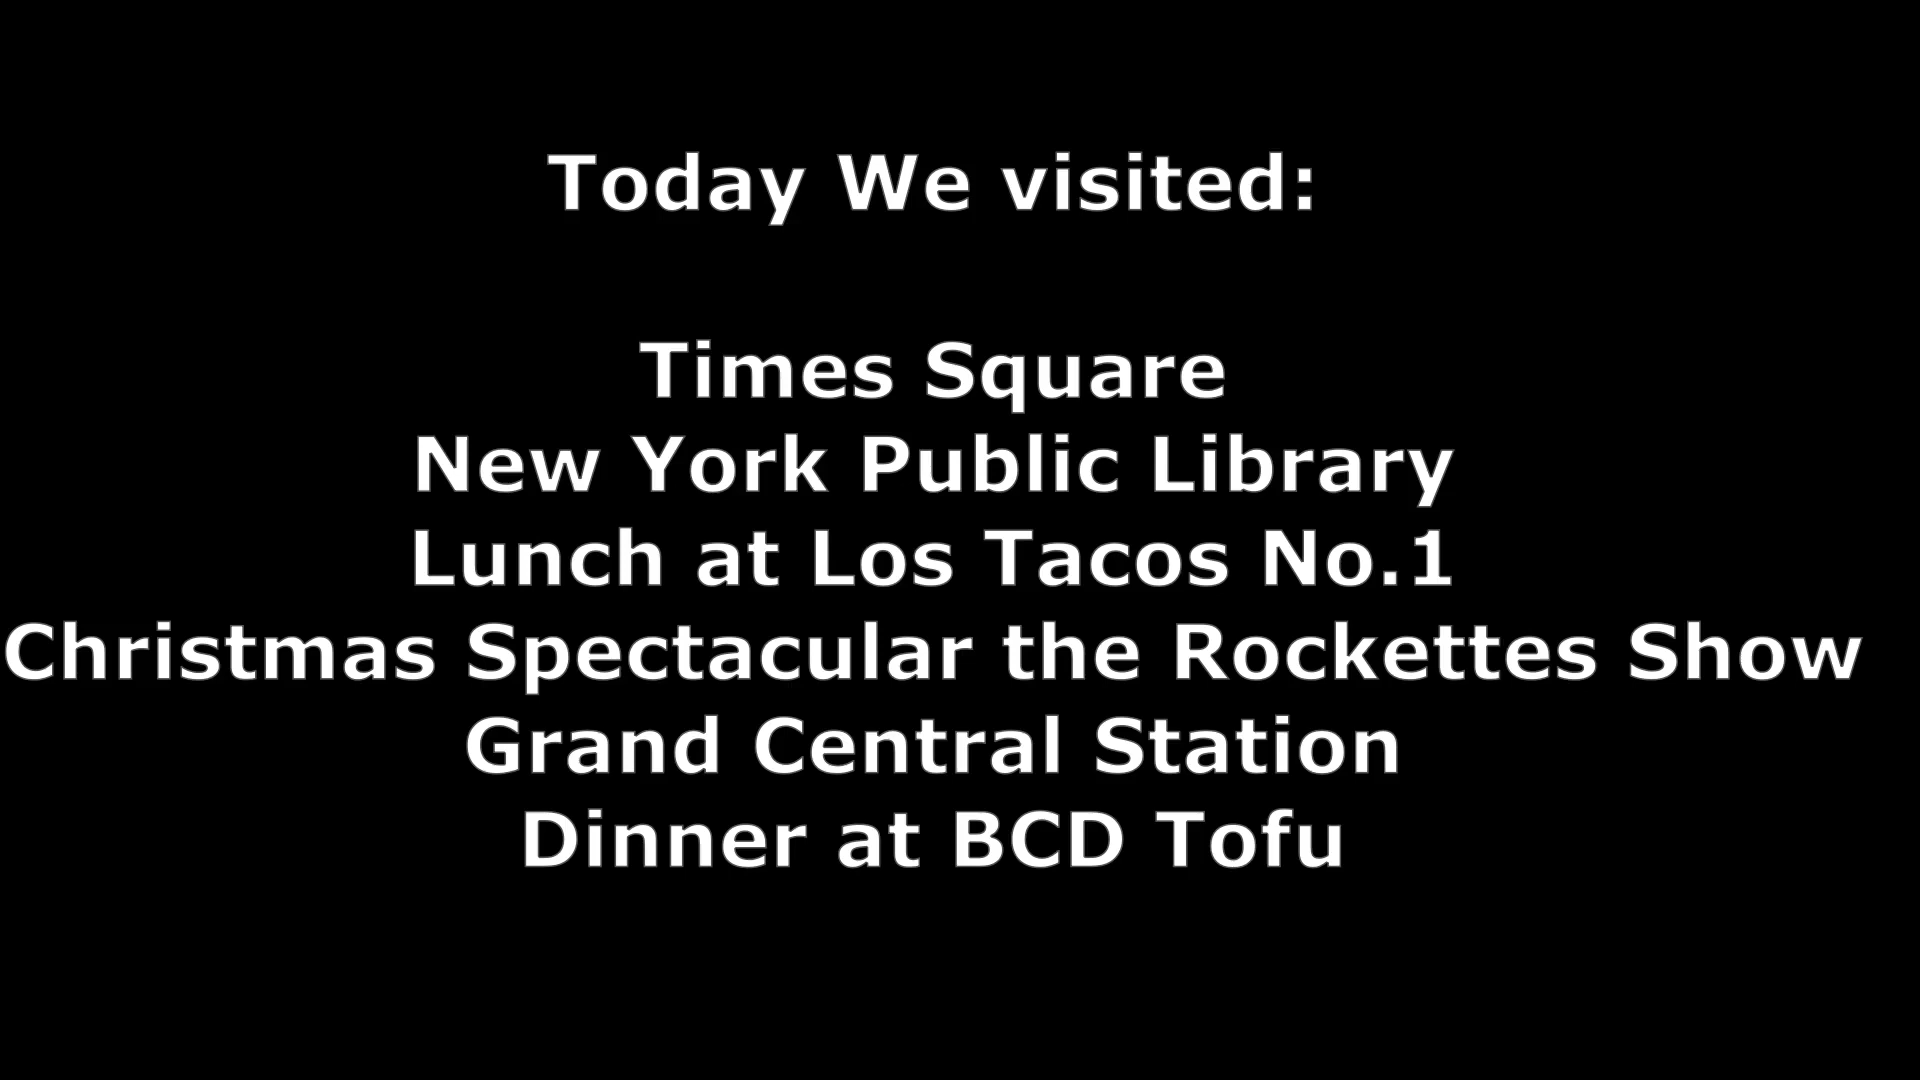 Today We visited:
Times Square
New York Public Library
Lunch at Los Tacos No.1
Christmas Spectacular the Rockettes Show
Grand Central Station
Dinner at BCD Tofu